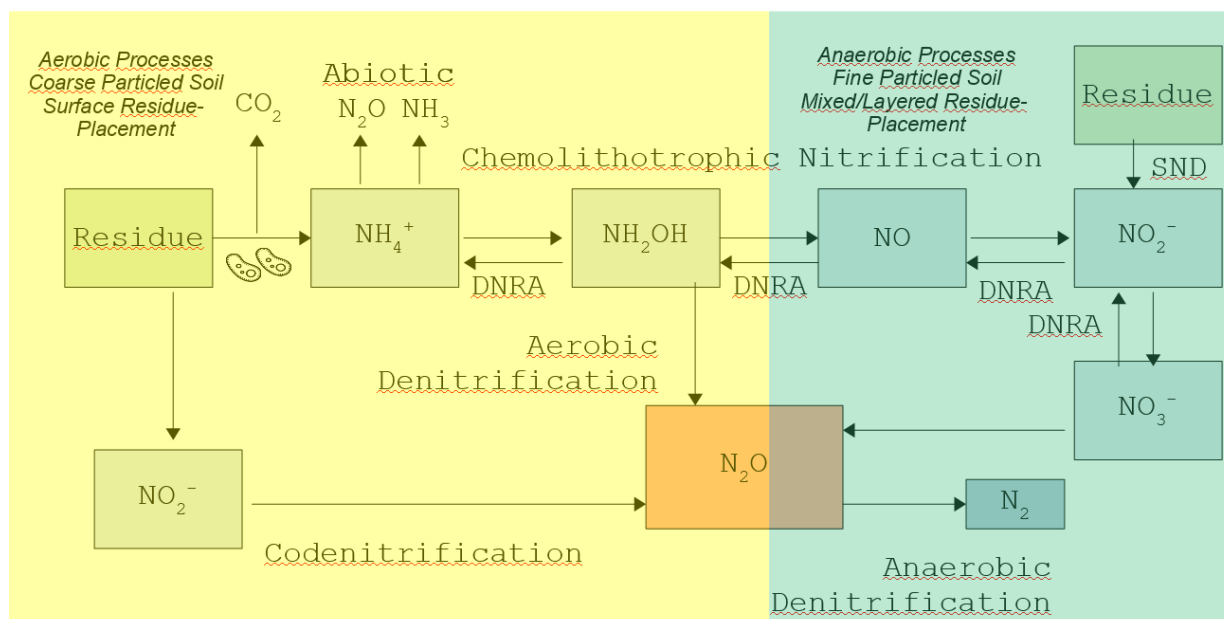 Aerobic Processes
Coarse Particled Soil
Surface Residue-
Placement
CO₂
Abiotic
N₂O NH₃
Anaerobic Processes
Fine Particled Soil
Mixed/Layered Residue-
Placement
Residue
Chemolithotrophic Nitrification
SND
Residue
NH₄⁺
NH₂OH
NO
NO₂⁻
DNRA
DNRA
DNRA
DNRA
Aerobic
Denitrification
NO₃⁻
N₂O
NO₂⁻
N₂
Codenitrification
Anaerobic
Denitrification